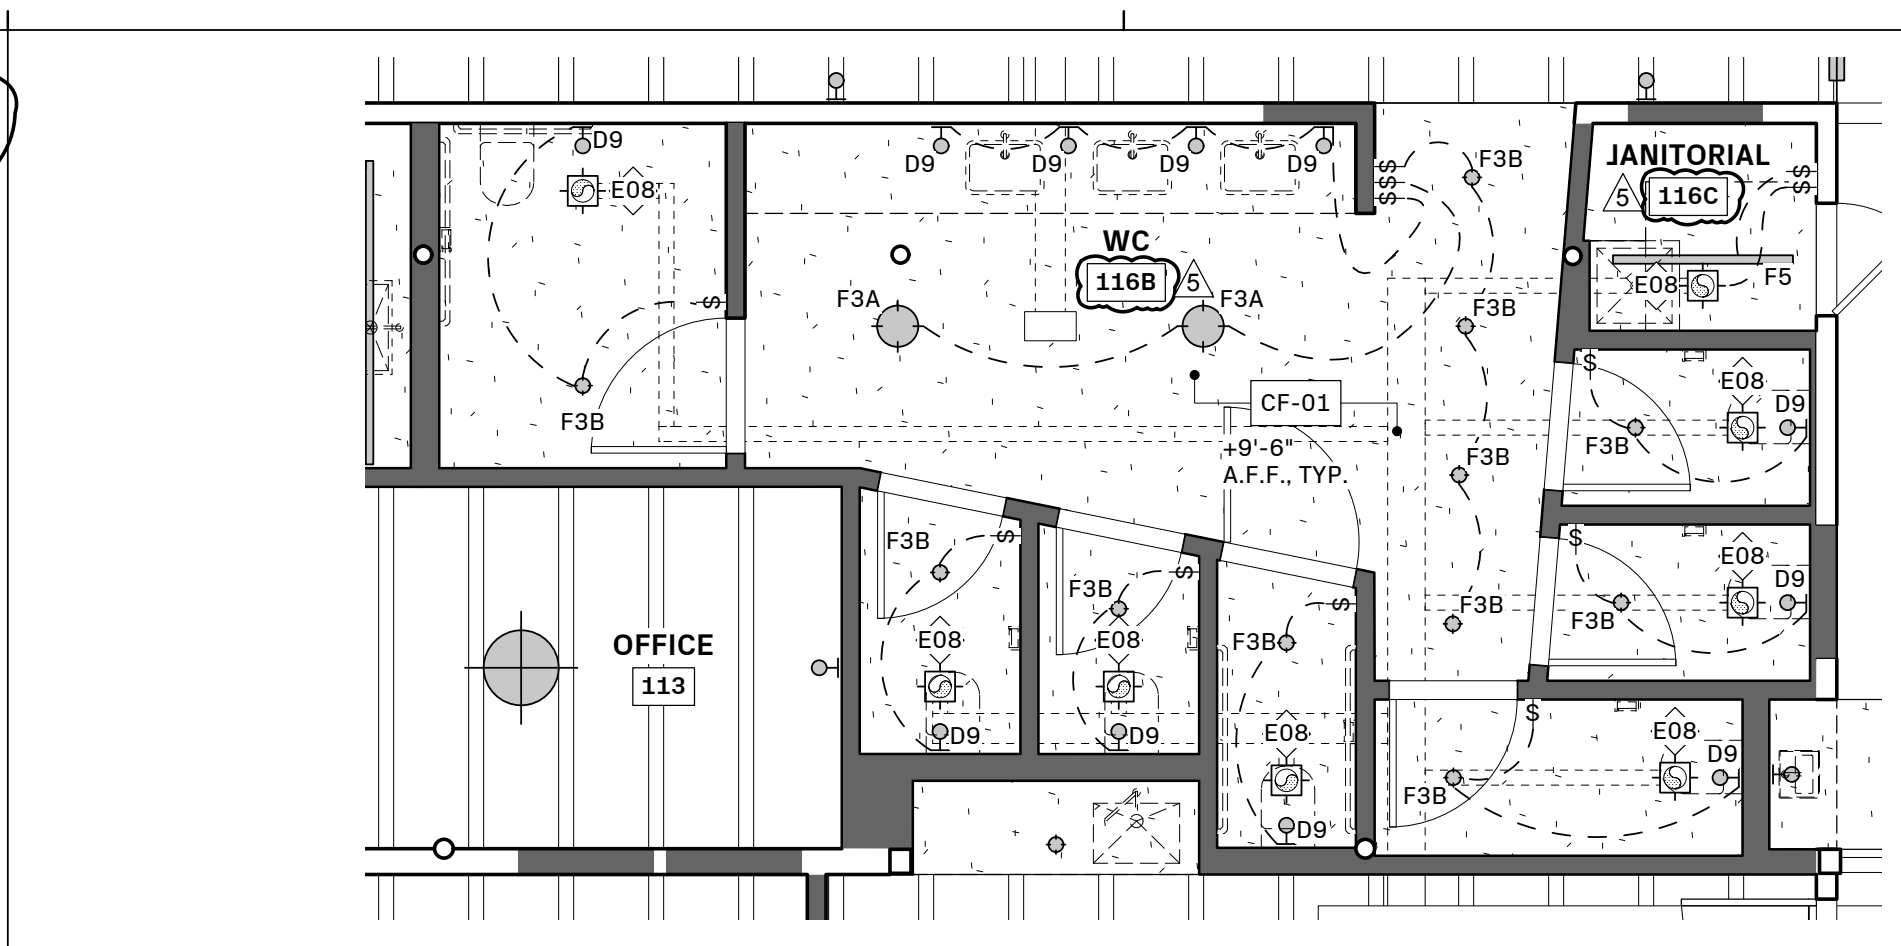 D9
E08
S
F3B
D9
D9
D9
D9
WC
116B
5
F3A
F3A
S
S
S
F3B
F3B
F3B
F3B
JANITORIAL
5
116C
S
S
E08
F5
CF-01
+9'-6"
A.F.F., TYP.
S
E08
D9
F3B
S
E08
D9
F3B
OFFICE
113
F3B
S
E08
D9
F3B
S
E08
D9
S
F3B
E08
D9
S
E08
D9
F3B